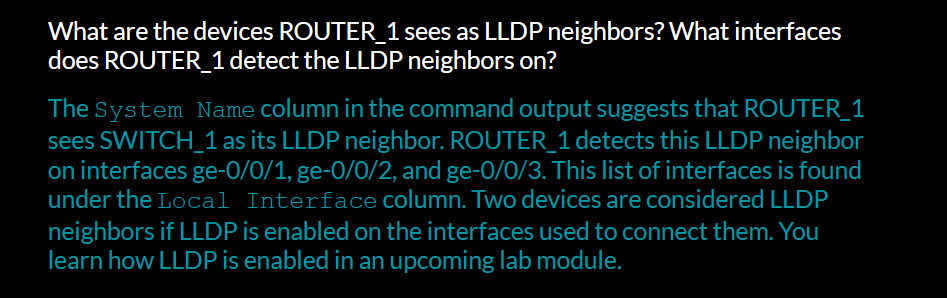 What are the devices ROUTER_1 sees as LLDP neighbors? What interfaces
does ROUTER_1 detect the LLDP neighbors on?
The System Name column in the command output suggests that ROUTER_1
sees SWITCH_1 as its LLDP neighbor. ROUTER_1 detects this LLDP neighbor
on interfaces ge-0/0/1, ge-0/0/2, and ge-0/0/3. This list of interfaces is found
under the Local Interface column. Two devices are considered LLDP
neighbors if LLDP is enabled on the interfaces used to connect them. You
learn how LLDP is enabled in an upcoming lab module.